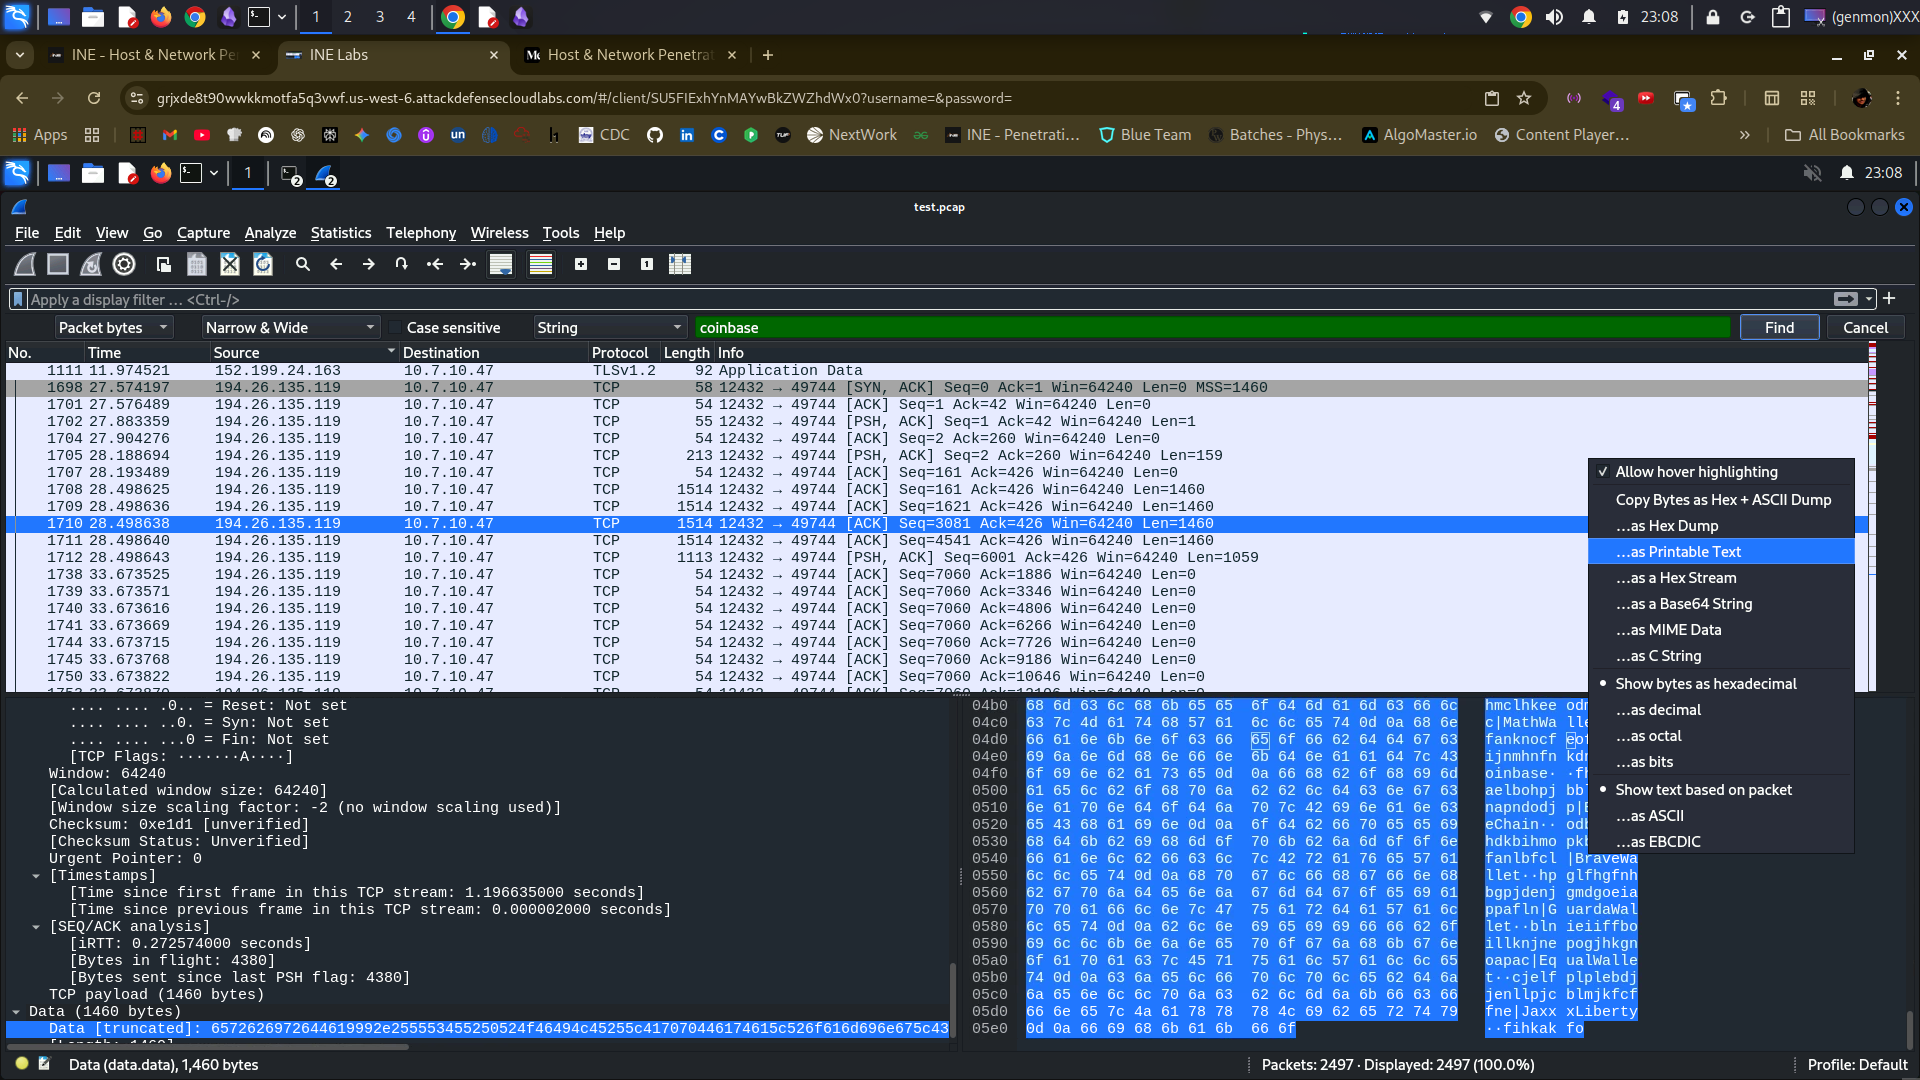 1 2 3 4 23:08 (genmon)XXX
INE - Host & Network Pe INE Labs Host & Network Penetrat
grjxde8t90wwkkmotfa5q3vwf.us-west-6.attackdefensecloudlabs.com/#/client/SU5FIExhYnMAYwBkZWZhdWx0?username=&password= 4
Apps CDC NextWork INE - Penetrati... Blue Team Batches - Phys... AlgoMaster.io Content Player... » All Bookmarks
1 2 2 23:08
test.pcap
File Edit View Go Capture Analyze Statistics Telephony Wireless Tools Help
Apply a display filter ... <Ctrl-/>
Packet bytes Narrow & Wide Case sensitive String coinbase Find Cancel
No. Time Source Destination Protocol Length Info
1111 11.974521 152.199.24.163 10.7.10.47 TLSv1.2 92 Application Data
1698 27.574197 194.26.135.119 10.7.10.47 TCP 58 12432 → 49744 [SYN, ACK] Seq=0 Ack=1 Win=64240 Len=0 MSS=1460
1701 27.576489 194.26.135.119 10.7.10.47 TCP 54 12432 → 49744 [ACK] Seq=1 Ack=42 Win=64240 Len=0
1702 27.883359 194.26.135.119 10.7.10.47 TCP 55 12432 → 49744 [PSH, ACK] Seq=1 Ack=42 Win=64240 Len=1
1704 27.904276 194.26.135.119 10.7.10.47 TCP 54 12432 → 49744 [ACK] Seq=2 Ack=260 Win=64240 Len=0
1705 28.188694 194.26.135.119 10.7.10.47 TCP 213 12432 → 49744 [PSH, ACK] Seq=2 Ack=260 Win=64240 Len=159
1707 28.193489 194.26.135.119 10.7.10.47 TCP 54 12432 → 49744 [ACK] Seq=161 Ack=426 Win=64240 Len=0
1708 28.498625 194.26.135.119 10.7.10.47 TCP 1514 12432 → 49744 [ACK] Seq=161 Ack=426 Win=64240 Len=1460
1709 28.498636 194.26.135.119 10.7.10.47 TCP 1514 12432 → 49744 [ACK] Seq=1621 Ack=426 Win=64240 Len=1460
1710 28.498638 194.26.135.119 10.7.10.47 TCP 1514 12432 → 49744 [ACK] Seq=3081 Ack=426 Win=64240 Len=1460
1711 28.498640 194.26.135.119 10.7.10.47 TCP 1514 12432 → 49744 [ACK] Seq=4541 Ack=426 Win=64240 Len=1460
1712 28.498643 194.26.135.119 10.7.10.47 TCP 1113 12432 → 49744 [PSH, ACK] Seq=6001 Ack=426 Win=64240 Len=1059
1738 33.673525 194.26.135.119 10.7.10.47 TCP 54 12432 → 49744 [ACK] Seq=7060 Ack=1886 Win=64240 Len=0
1739 33.673571 194.26.135.119 10.7.10.47 TCP 54 12432 → 49744 [ACK] Seq=7060 Ack=3346 Win=64240 Len=0
1740 33.673616 194.26.135.119 10.7.10.47 TCP 54 12432 → 49744 [ACK] Seq=7060 Ack=4806 Win=64240 Len=0
1741 33.673669 194.26.135.119 10.7.10.47 TCP 54 12432 → 49744 [ACK] Seq=7060 Ack=6266 Win=64240 Len=0
1744 33.673715 194.26.135.119 10.7.10.47 TCP 54 12432 → 49744 [ACK] Seq=7060 Ack=7726 Win=64240 Len=0
1745 33.673768 194.26.135.119 10.7.10.47 TCP 54 12432 → 49744 [ACK] Seq=7060 Ack=9186 Win=64240 Len=0
1750 33.673822 194.26.135.119 10.7.10.47 TCP 54 12432 → 49744 [ACK] Seq=7060 Ack=10646 Win=64240 Len=0
Allow hover highlighting
Copy Bytes as Hex + ASCII Dump
...as Hex Dump
...as Printable Text
...as a Hex Stream
...as a Base64 String
...as MIME Data
...as C String
Show bytes as hexadecimal
...as decimal
...as octal
...as bits
Show text based on packet
...as ASCII
...as EBCDIC
.... .... .0.. = Reset: Not set
.... .... ..0. = Syn: Not set
.... .... ...0 = Fin: Not set
[TCP Flags: ·······A····]
Window: 64240
[Calculated window size: 64240]
[Window size scaling factor: -2 (no window scaling used)]
Checksum: 0xe1d1 [unverified]
[Checksum Status: Unverified]
Urgent Pointer: 0
[Timestamps]
[Time since first frame in this TCP stream: 1.196635000 seconds]
[Time since previous frame in this TCP stream: 0.000002000 seconds]
[SEQ/ACK analysis]
[iRTT: 0.272574000 seconds]
[Bytes in flight: 4380]
[Bytes sent since last PSH flag: 4380]
TCP payload (1460 bytes)
Data (1460 bytes)
Data [truncated]: 6572626972644619992e255553455250524f46494c45255c417070446174615c526f616d696e675c43
04b0 68 6d 63 6c 68 6b 65 65 6f 64 6d 61 6d 63 66 6c hmclhkee odm
04c0 63 7c 4d 61 74 68 57 61 6c 6c 65 74 0d 0a 68 6e c|MathWa lle
04d0 66 61 6e 6b 6e 6f 63 66 65 6f 66 62 64 64 67 63 fanknocf eof
04e0 69 6a 6e 6d 68 6e 66 6e 6b 64 6e 61 61 64 7c 43 ijnmhnfn kdn
04f0 6f 69 6e 62 61 73 65 0d 0a 66 68 62 6f 68 69 6d oinbase· ·fh
0500 61 65 6c 62 6f 68 70 6a 62 62 6c 64 63 6e 67 63 aelbohpj bbl
0510 6e 61 70 6e 64 6f 64 6a 70 7c 42 69 6e 61 6e 63 napndodj p|B
0520 65 43 68 61 69 6e 0d 0a 6f 64 62 66 70 65 65 69 eChain·· odb
0530 68 64 6b 62 69 68 6d 6f 70 6b 62 6a 6d 6f 6f 6e hdkbihmo pkb
0540 66 61 6e 6c 62 66 63 6c 7c 42 72 61 76 65 57 61 fanlbfcl |BraveWa
0550 6c 6c 65 74 0d 0a 68 70 67 6c 66 68 67 66 6e 68 llet··hp glfhgfnh
0560 62 67 70 6a 64 65 6e 6a 67 6d 64 67 6f 65 69 61 bgpjdenj gmdgoeia
0570 70 70 61 66 6c 6e 7c 47 75 61 72 64 61 57 61 6c ppafln|G uardaWal
0580 6c 65 74 0d 0a 62 6c 6e 69 65 69 69 66 66 62 6f let··bln ieiiffbo
0590 69 6c 6c 6b 6e 6a 6e 65 70 6f 67 6a 68 6b 67 6e illknjne pogjhkgn
05a0 6f 61 70 61 63 7c 45 71 75 61 6c 57 61 6c 6c 65 oapac|Eq ualWalle
05b0 74 0d 0a 63 6a 65 6c 66 70 6c 70 6c 65 62 64 6a t··cjelf plplebdj
05c0 6a 65 6e 6c 6c 70 6a 63 62 6c 6d 6a 6b 66 63 66 jenllpjc blmjkfcf
05d0 66 6e 65 7c 4a 61 78 78 78 4c 69 62 65 72 74 79 fne|Jaxx xLiberty
05e0 0d 0a 66 69 68 6b 61 6b 66 6f ··fihkak fo
Data (data.data), 1,460 bytes Packets: 2497 · Displayed: 2497 (100.0%) Profile: Default